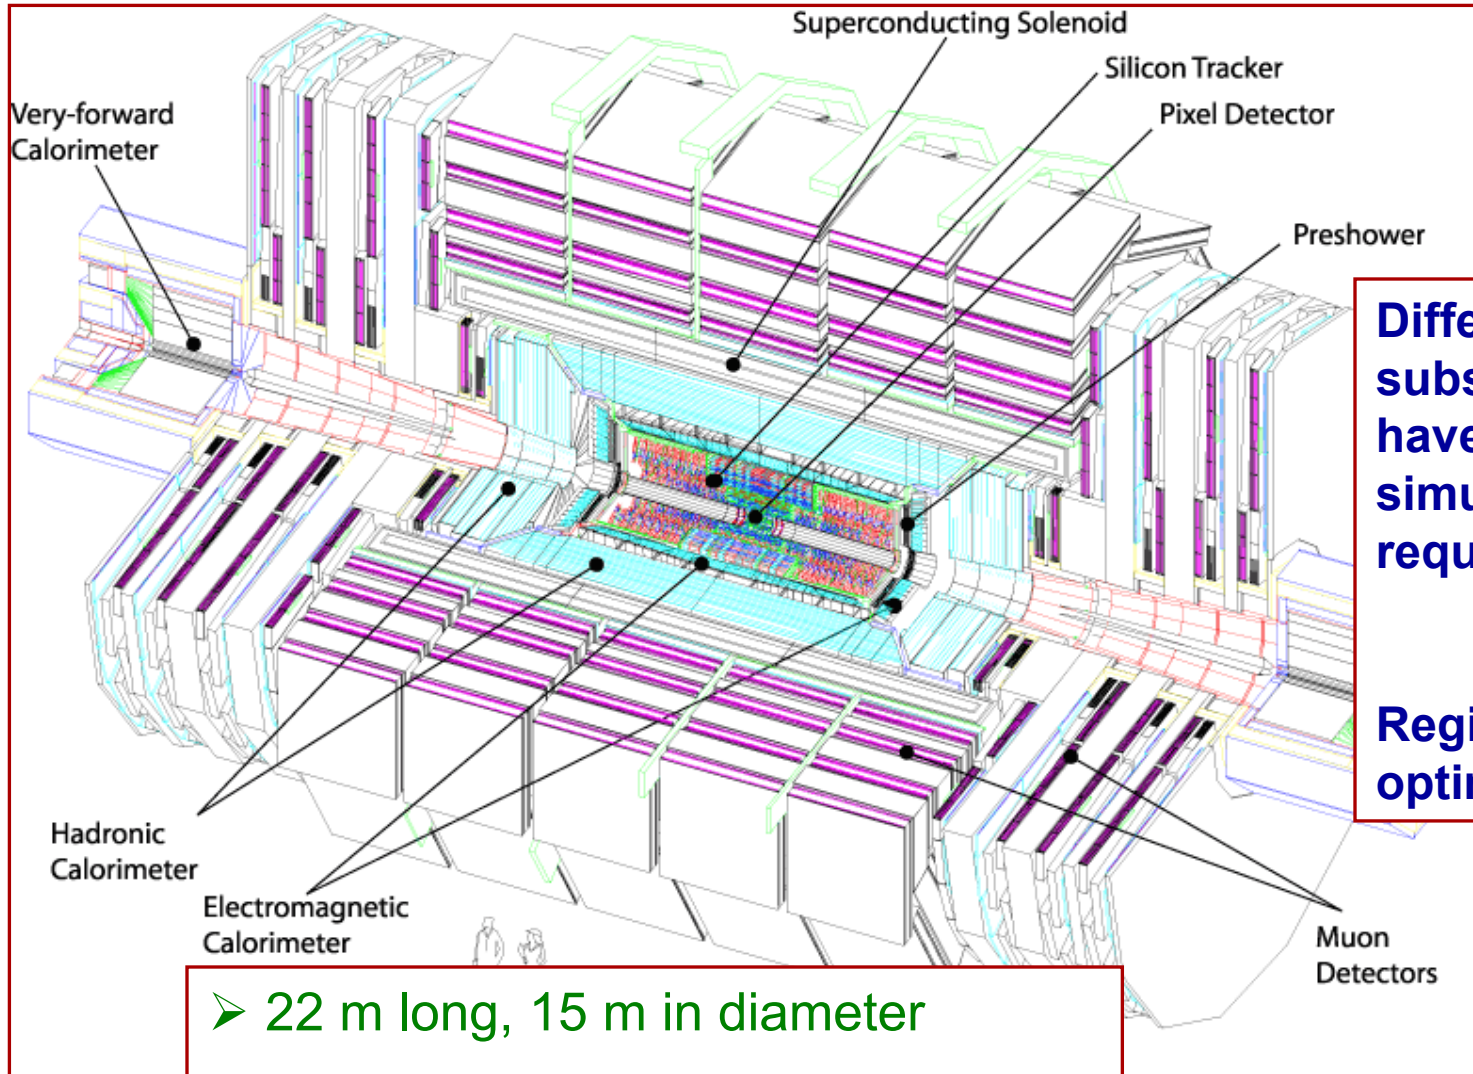 Superconducting Solenoid
Silicon Tracker
Pixel Detector
Very-forward
Calorimeter
Preshower
Hadronic
Calorimeter
Electromagnetic
Calorimeter
Muon
Detectors
➢ 22 m long, 15 m in diameter
have